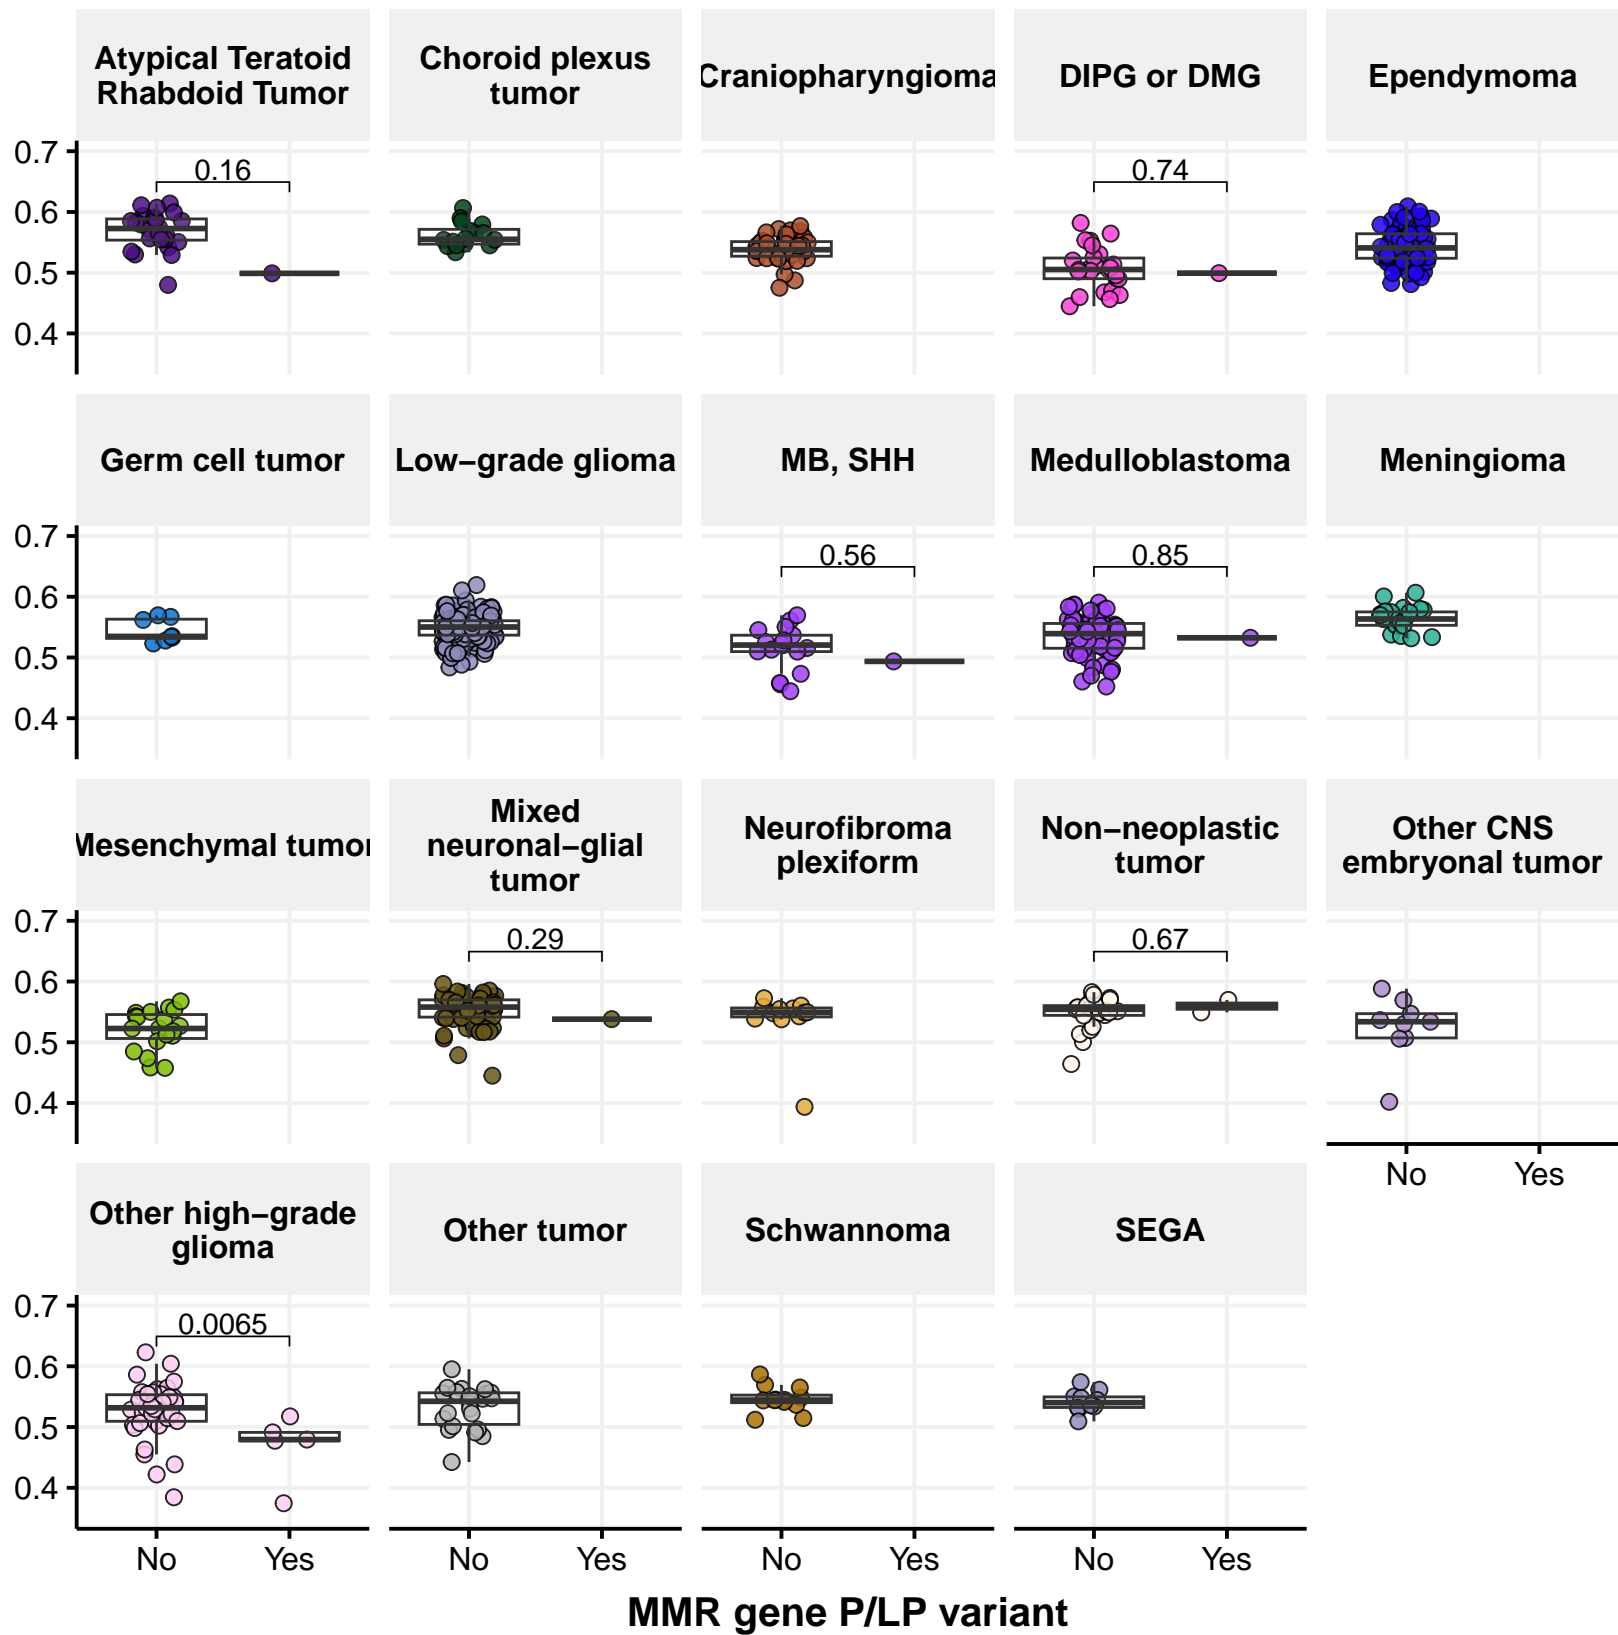 Atypical Teratoid
Rhabdoid Tumor
Choroid plexus
tumor
Craniopharyngioma
DIPG or DMG
Ependymoma
0.7
0.6
0.5
0.4
0.16
0.74
Germ cell tumor
Low−grade glioma
MB, SHH
Medulloblastoma
Meningioma
0.7
0.6
0.5
0.4
0.56
0.85
Mesenchymal tumor
Mixed
neuronal−glial
tumor
Neurofibroma
plexiform
Non−neoplastic
tumor
Other CNS
embryonal tumor
0.7
0.6
0.5
0.4
0.29
0.67
No Yes
Other high−grade
glioma
Other tumor
Schwannoma
SEGA
0.7
0.6
0.5
0.4
0.0065
No Yes No Yes No Yes No Yes
MMR gene P/LP variant